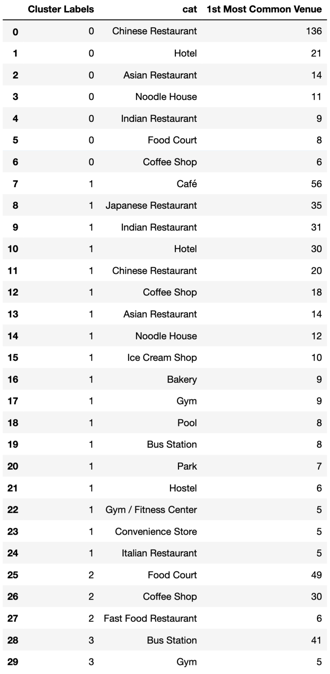 Cluster Labels cat 1st Most Common Venue
0 0 Chinese Restaurant 136
1 0 Hotel 21
2 0 Asian Restaurant 14
3 0 Noodle House 11
4 0 Indian Restaurant 9
5 0 Food Court 8
6 0 Coffee Shop 6
7 1 Café 56
8 1 Japanese Restaurant 35
9 1 Indian Restaurant 31
10 1 Hotel 30
11 1 Chinese Restaurant 20
12 1 Coffee Shop 18
13 1 Asian Restaurant 14
14 1 Noodle House 12
15 1 Ice Cream Shop 10
16 1 Bakery 9
17 1 Gym 9
18 1 Pool 8
19 1 Bus Station 8
20 1 Park 7
21 1 Hostel 6
22 1 Gym / Fitness Center 5
23 1 Convenience Store 5
24 1 Italian Restaurant 5
25 2 Food Court 49
26 2 Coffee Shop 30
27 2 Fast Food Restaurant 6
28 3 Bus Station 41
29 3 Gym 5